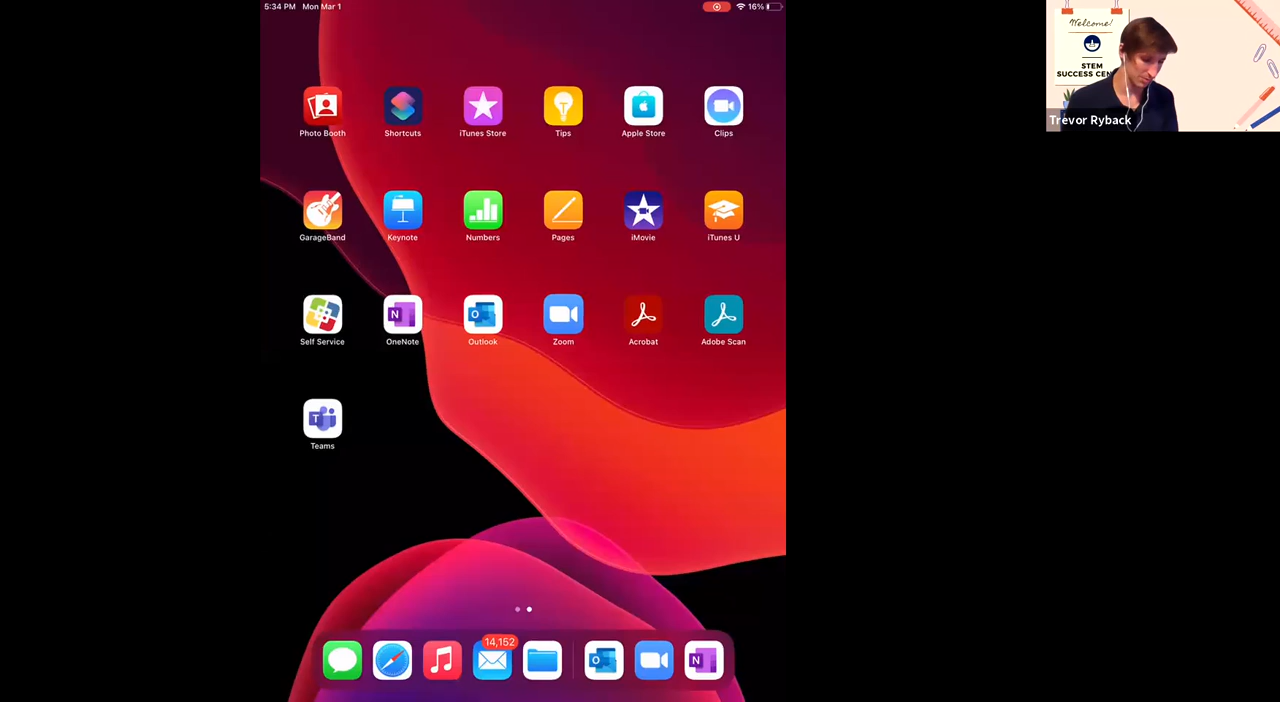 5:34 PM Mon Mar 1
16%
Photo Booth
Shortcuts
iTunes Store
Tips
Apple Store
Clips
GarageBand
Keynote
Numbers
Pages
iMovie
iTunes U
Self Service
N
OneNote
O
Outlook
Zoom
Acrobat
Adobe Scan
T
Teams
14,152
O
N
Welcome!
STEM
SUCCESS CEN
Trevor Ryback